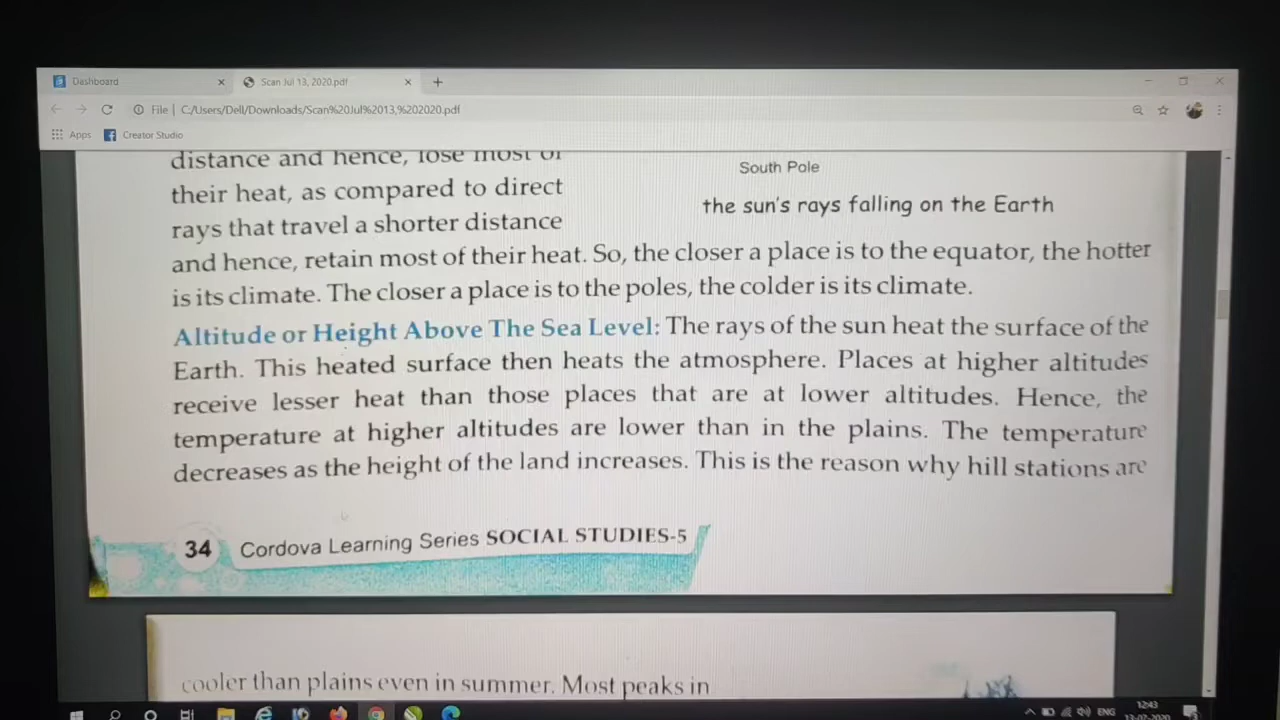 Dashboard
Scan Jul 13, 2020.pdf
File | C:/Users/Dell/Downloads/Scan%20Jul%2013,%202020.pdf
Apps Creator Studio
distance and hence, lose most of
their heat, as compared to direct
rays that travel a shorter distance
South Pole
the sun's rays falling on the Earth
and hence, retain most of their heat. So, the closer a place is to the equator, the hotter
is its climate. The closer a place is to the poles, the colder is its climate.
Altitude or Height Above The Sea Level: The rays of the sun heat the surface of the
Earth. This heated surface then heats the atmosphere. Places at higher altitudes
receive lesser heat than those places that are at lower altitudes. Hence, the
temperature at higher altitudes are lower than in the plains. The temperature
decreases as the height of the land increases. This is the reason why hill stations are
34 Cordova Learning Series SOCIAL STUDIES-5
cooler than plains even in summer. Most peaks in
ENG
12:43
13-07-2020